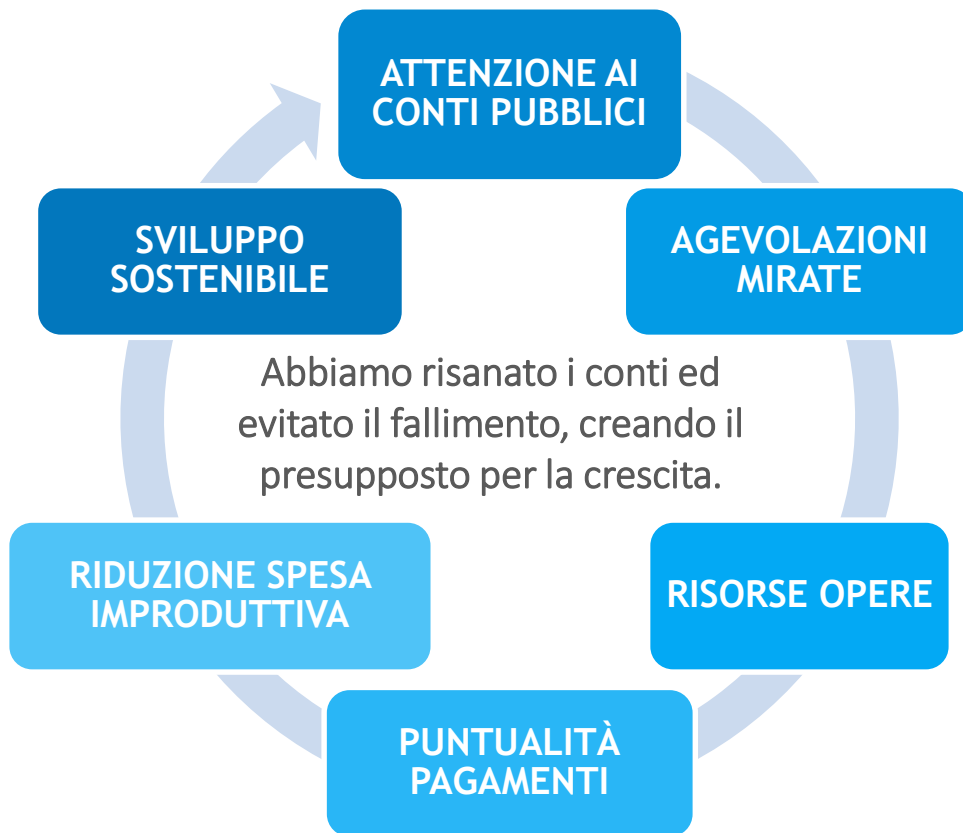 ATTENZIONE AI
CONTI PUBBLICI
AGEVOLAZIONI
MIRATE
RISORSE OPERE
PUNTUALITÀ
PAGAMENTI
RIDUZIONE SPESA
IMPRODUTTIVA
SVILUPPO
SOSTENIBILE
Abbiamo risanato i conti ed
evitato il fallimento, creando il
presupposto per la crescita.